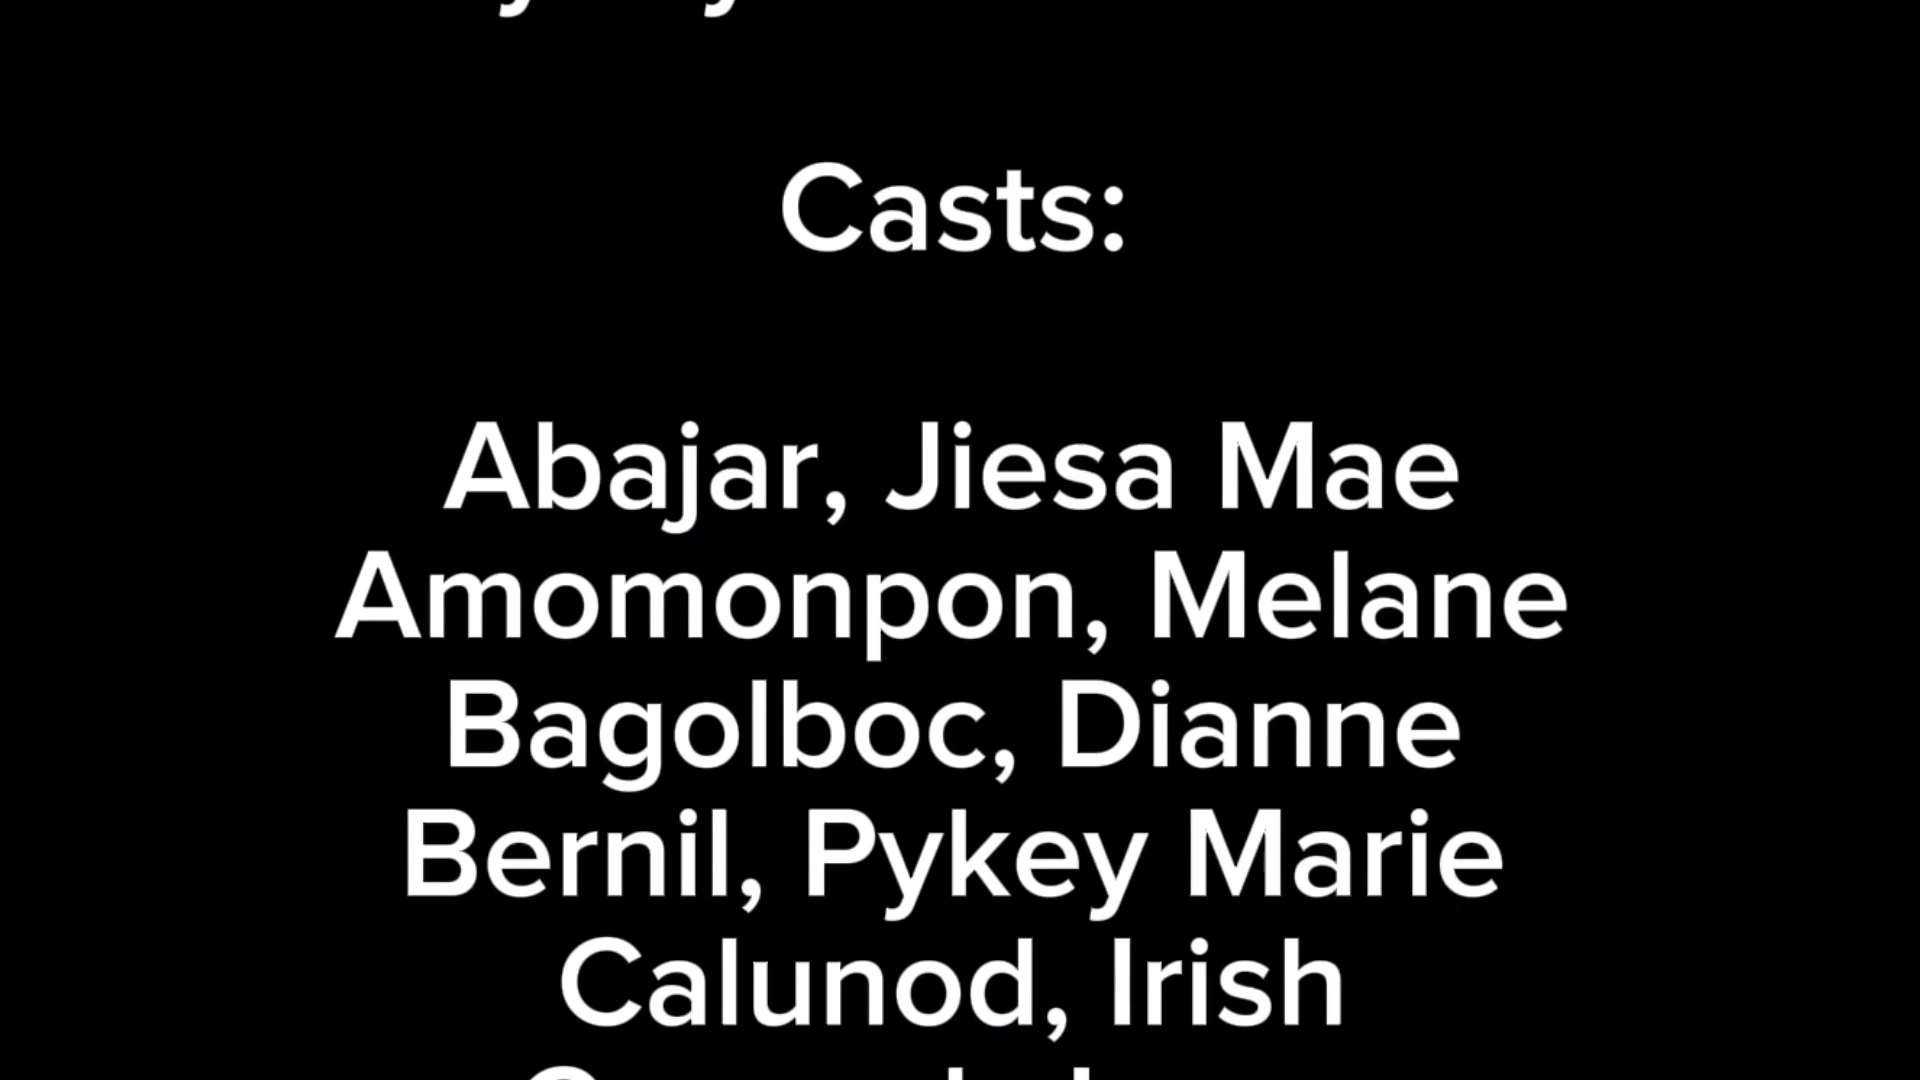 Casts:
Abajar, Jiesa Mae
Amomonpon, Melane
Bagolboc, Dianne
Bernil, Pykey Marie
Calunod, Irish